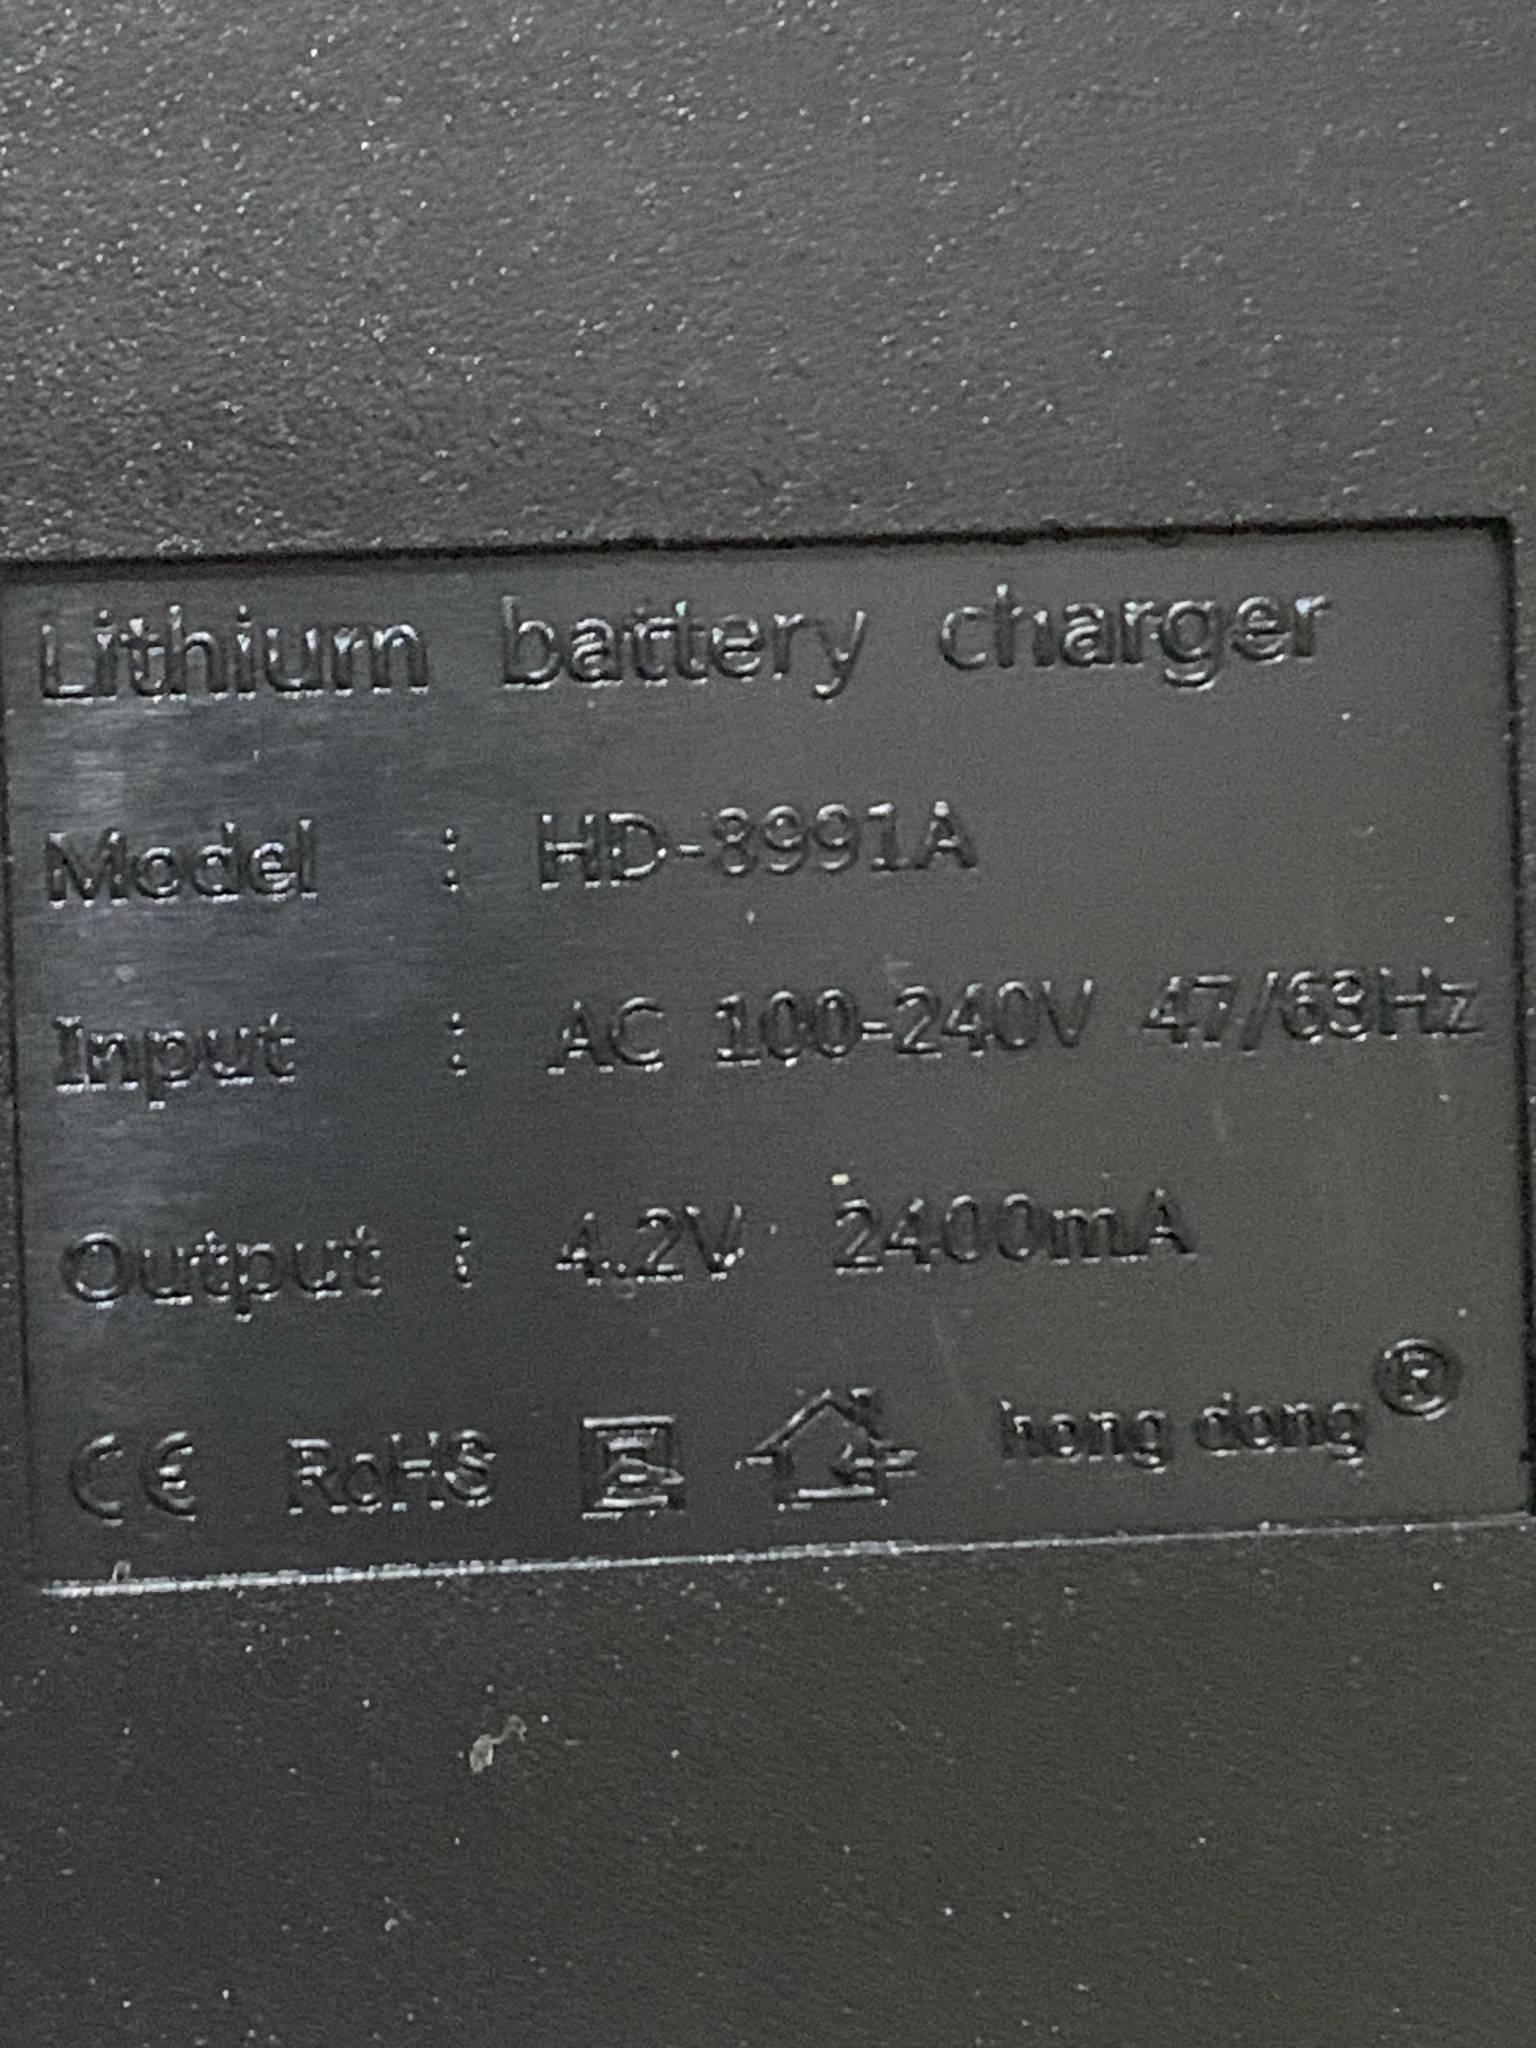 Lithium battery charger
Model : HD-8991A
Input : AC 100-240V 47/63Hz
Output : 4.2V 2400mA
CE RoHS hong dong®